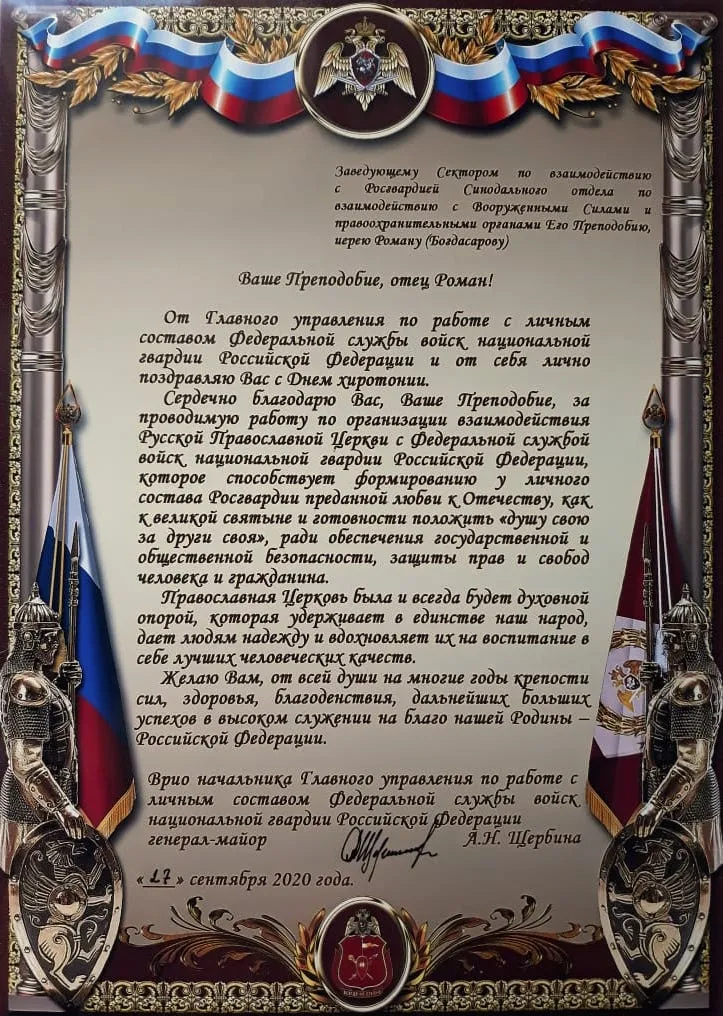 Заведующему Сектором по взаимодействию
с Росгвардией Синодального отдела по
взаимодействию с Вооруженными Силами и
правоохранительными органами Его Преподобию,
иерею Роману (Богдасарову)
Ваше Преподобие, отец Роман!
От Главного управления по работе с личным
составом Федеральной службы войск национальной
гвардии Российской Федерации и от себя лично
поздравляю Вас с Днем хиротонии.
Сердечно благодарю Вас, Ваше Преподобие, за
проводимую работу по организации взаимодействия
Русской Православной Церкви с Федеральной службой
войск национальной гвардии Российской Федерации,
которое способствует формированию у личного
состава Росгвардии преданной любви к Отечеству, как
к великой святыне и готовности положить «душу свою
за други своя», ради обеспечения государственной и
общественной безопасности, защиты прав и свобод
человека и гражданина.
Православная Церковь была и всегда будет духовной
опорой, которая удерживает в единстве наш народ,
дает людям надежду и вдохновляет их на воспитание в
себе лучших человеческих качеств.
Желаю Вам, от всей души на многие годы крепости
сил, здоровья, благоденствия, дальнейших больших
успехов в высоком служении на благо нашей Родины –
Российской Федерации.
Врио начальника Главного управления по работе с
личным составом Федеральной службы войск
национальной гвардии Российской Федерации
генерал-майор А.Н. Щербина
«17» сентября 2020 года.